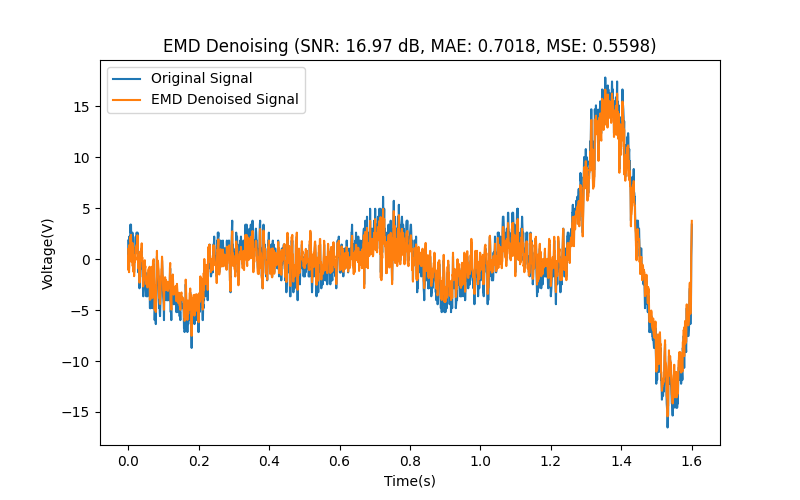 EMD Denoising (SNR: 16.97 dB, MAE: 0.7018, MSE: 0.5598)
Original Signal
EMD Denoised Signal
Voltage(V)
15
10
5
0
−5
−10
−15
0.0 0.2 0.4 0.6 0.8 1.0 1.2 1.4 1.6
Time(s)